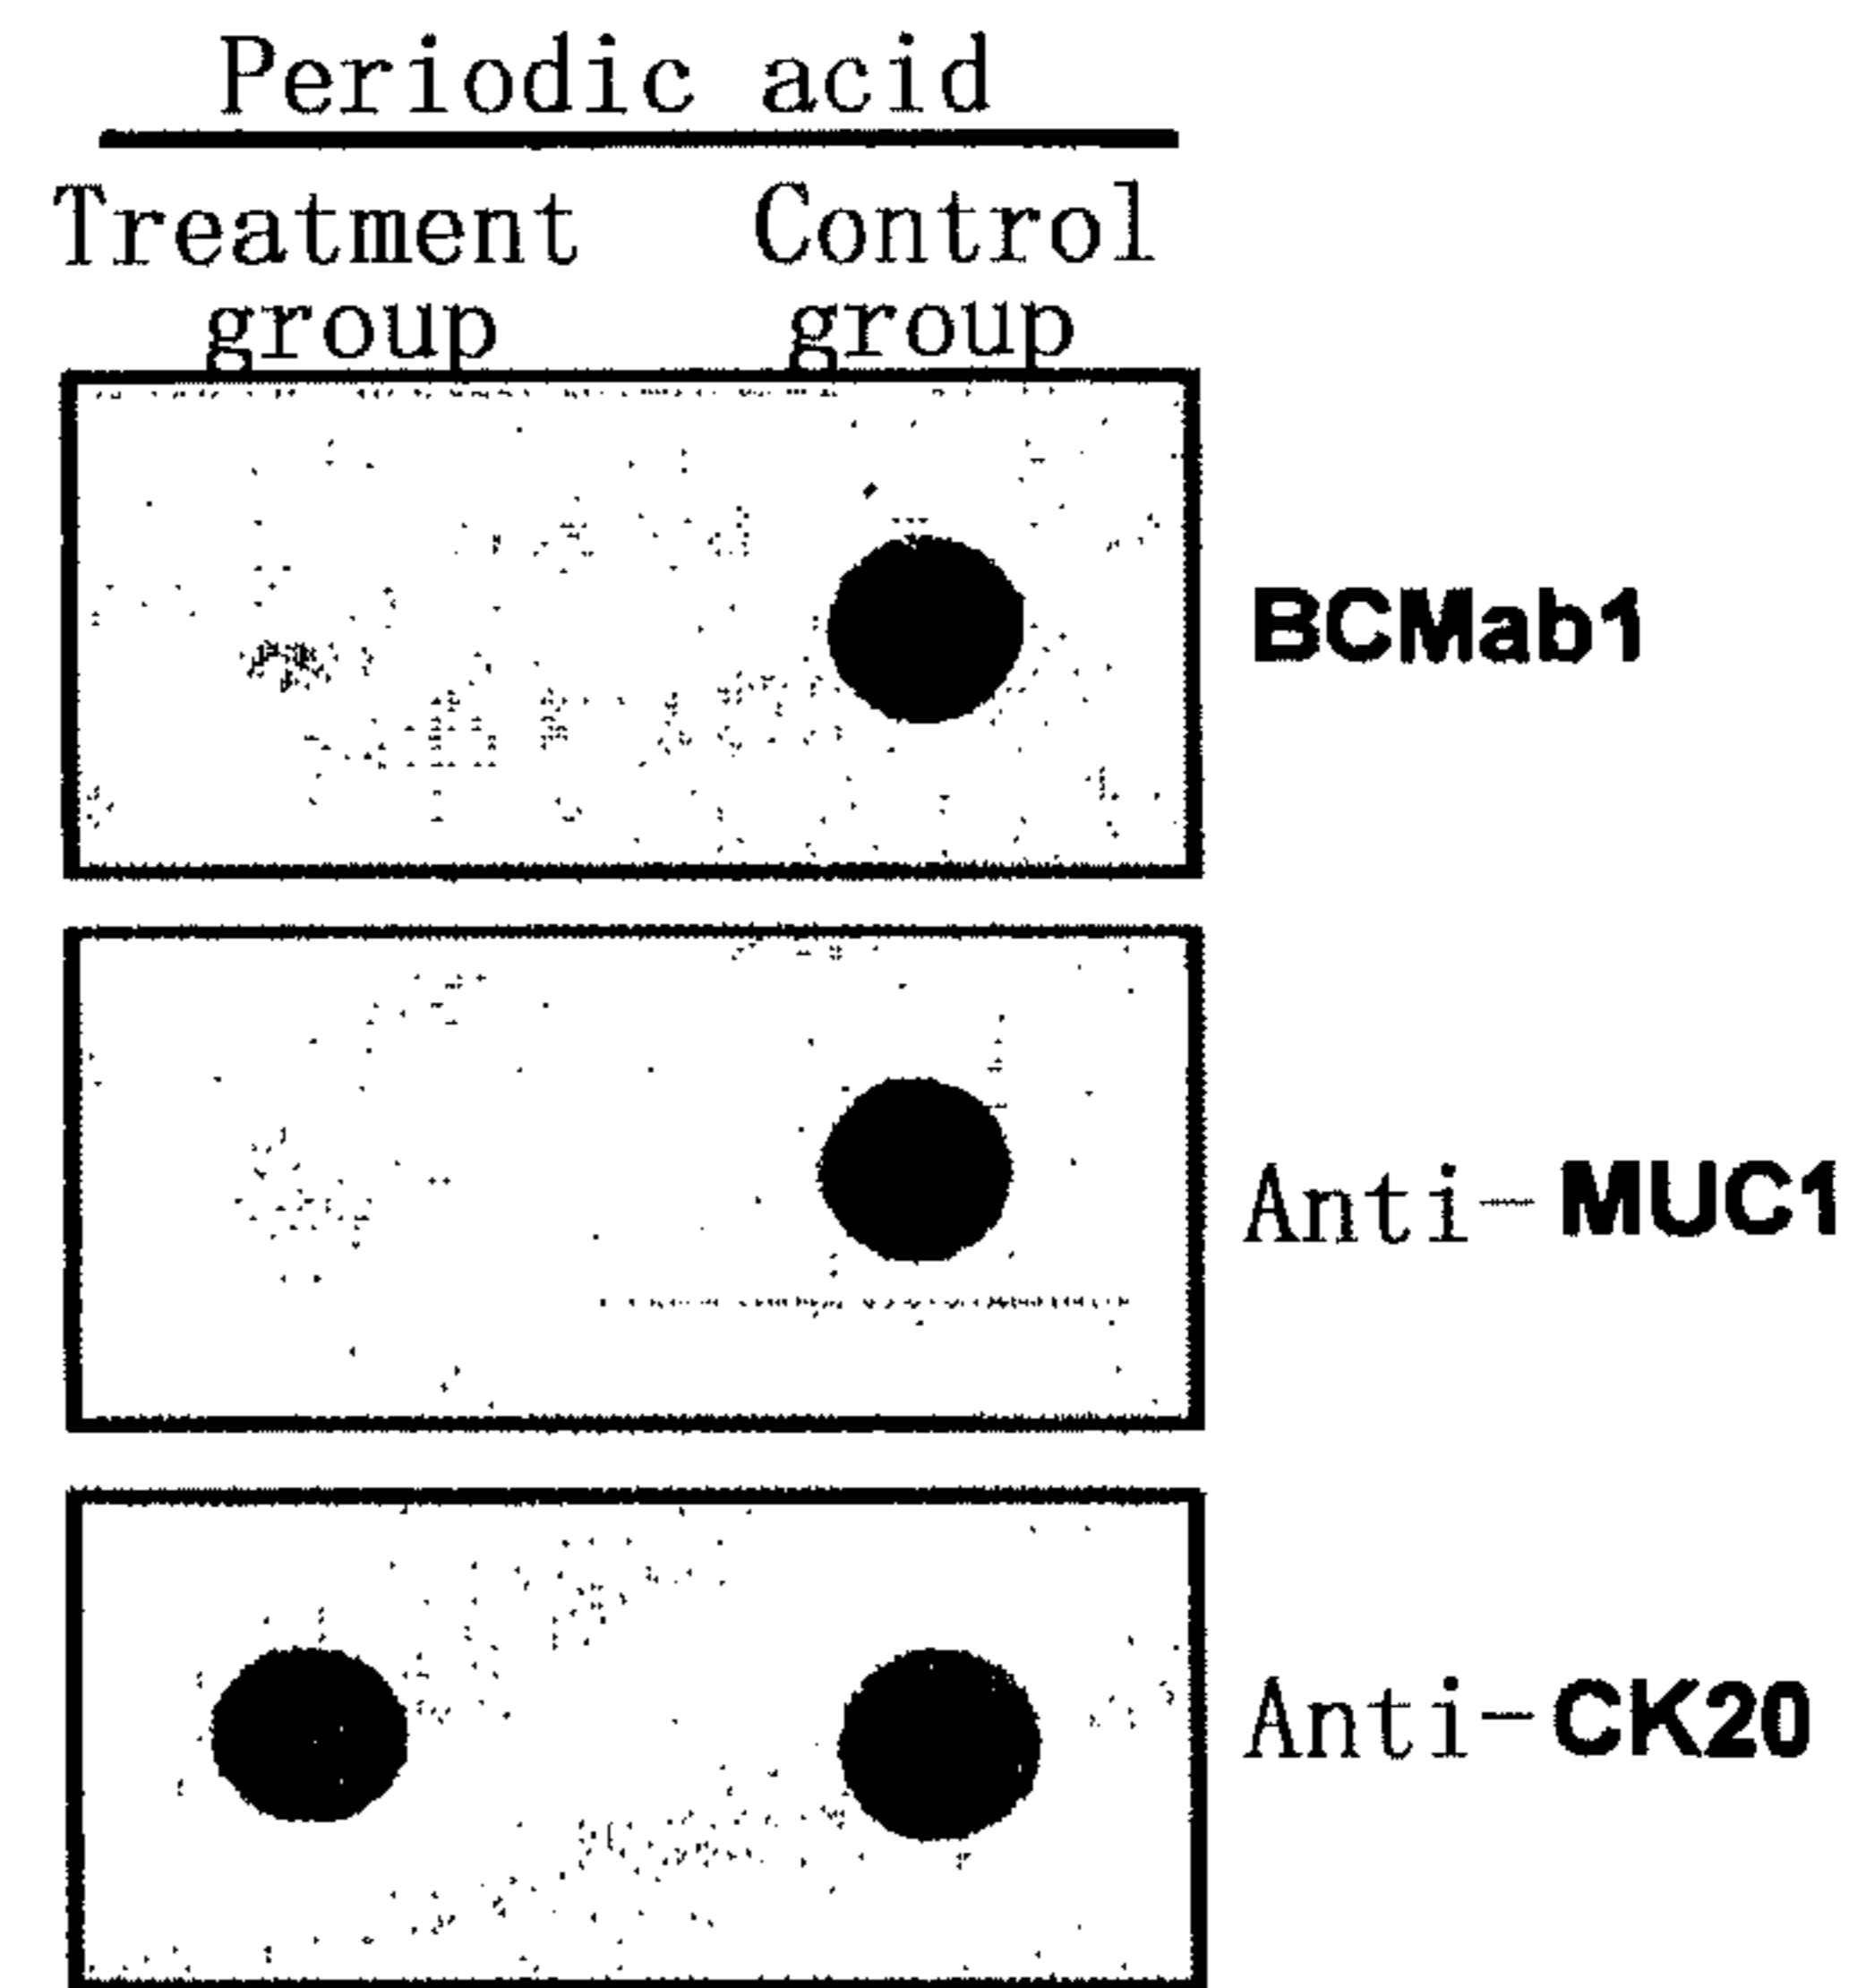 Periodic acid
Treatment Control
group group
BCMab1
Anti-MUC1
Anti-CK20